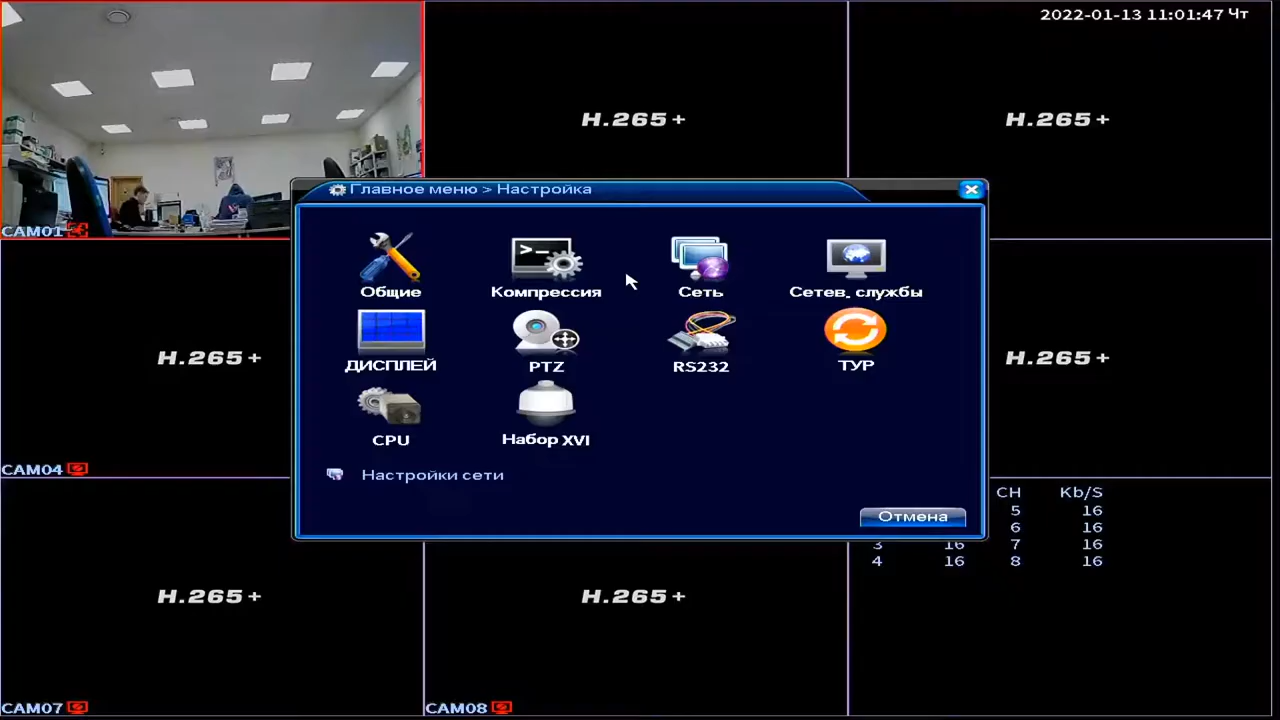 2022-01-13 11:01:47 Чт
H.265+
H.265+
CAM01
Главное меню > Настройка
Общие
Компрессия
Сеть
Сетев. службы
ДИСПЛЕЙ
PTZ
RS232
ТУР
CPU
Набор XVI
Настройки сети
Отмена
H.265+
H.265+
CAM04
CH Kb/S
5 16
6 16
3 16 7 16
4 16 8 16
H.265+
H.265+
CAM07
CAM08